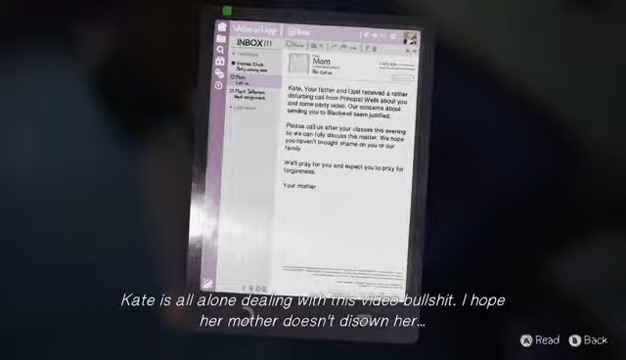 INBOX (1)
Mom
Call us
Mom
Kate, Your father and I just received a rather
disturbing call from Principal Wells about you
and some party video. Our concerns about
sending you to Blackwell seem justified.
Please call us after your classes this evening
so we can fully discuss this matter. We hope
you haven't brought shame on you or our
family.
We'll pray for you and expect you to pray for
forgiveness.
Your mother
Kate is all alone dealing with this video bullshit. I hope
her mother doesn't disown her...
A Read B Back